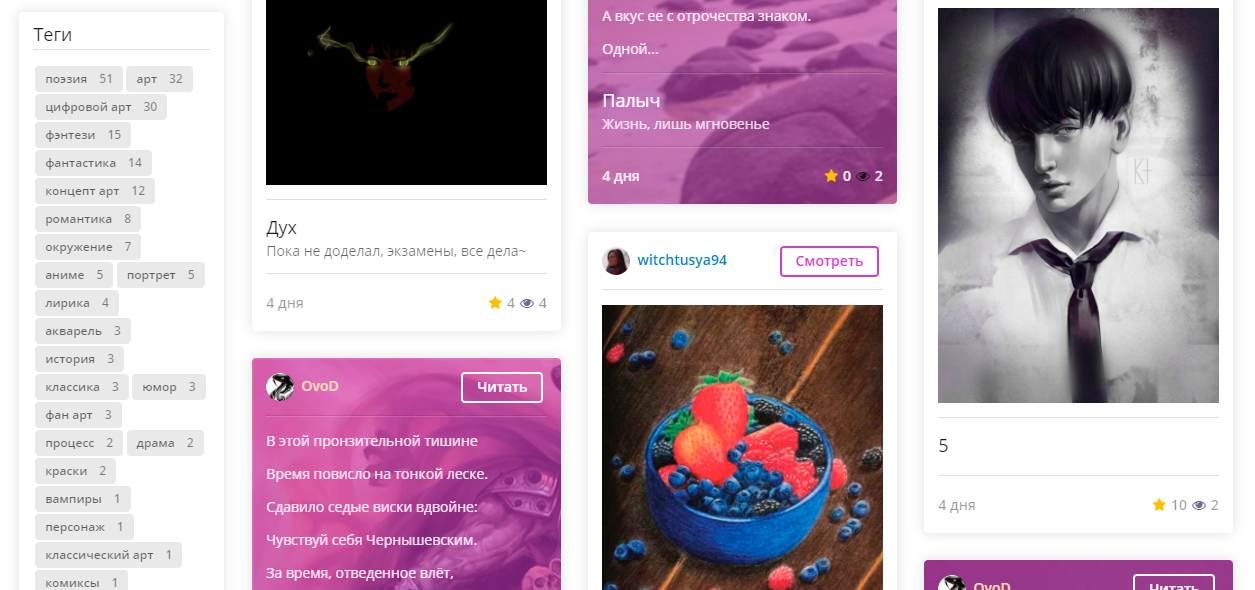 Теги
поэзия 51 арт 32
цифровой арт 30
фэнтези 15
фантастика 14
концепт арт 12
романтика 8
окружение 7
аниме 5 портрет 5
лирика 4
акварель 3
история 3
классика 3 юмор 3
фан арт 3
процесс 2 драма 2
краски 2
вампиры 1
персонаж 1
классический арт 1
комиксы 1
Дух
Пока не доделал, экзамены, все дела~
4 дня 4 4
OvoD Читать
В этой пронзительной тишине
Время повисло на тонкой леске.
Сдавило седые виски вдвойне:
Чувствуй себя Чернышевским.
За время, отведенное влёт,
А вкус ее с отрочества знаком.
Одной...
Палыч
Жизнь, лишь мгновенье
4 дня 0 2
witchtusya94 Смотреть
5
4 дня 10 2
OvoD Читать